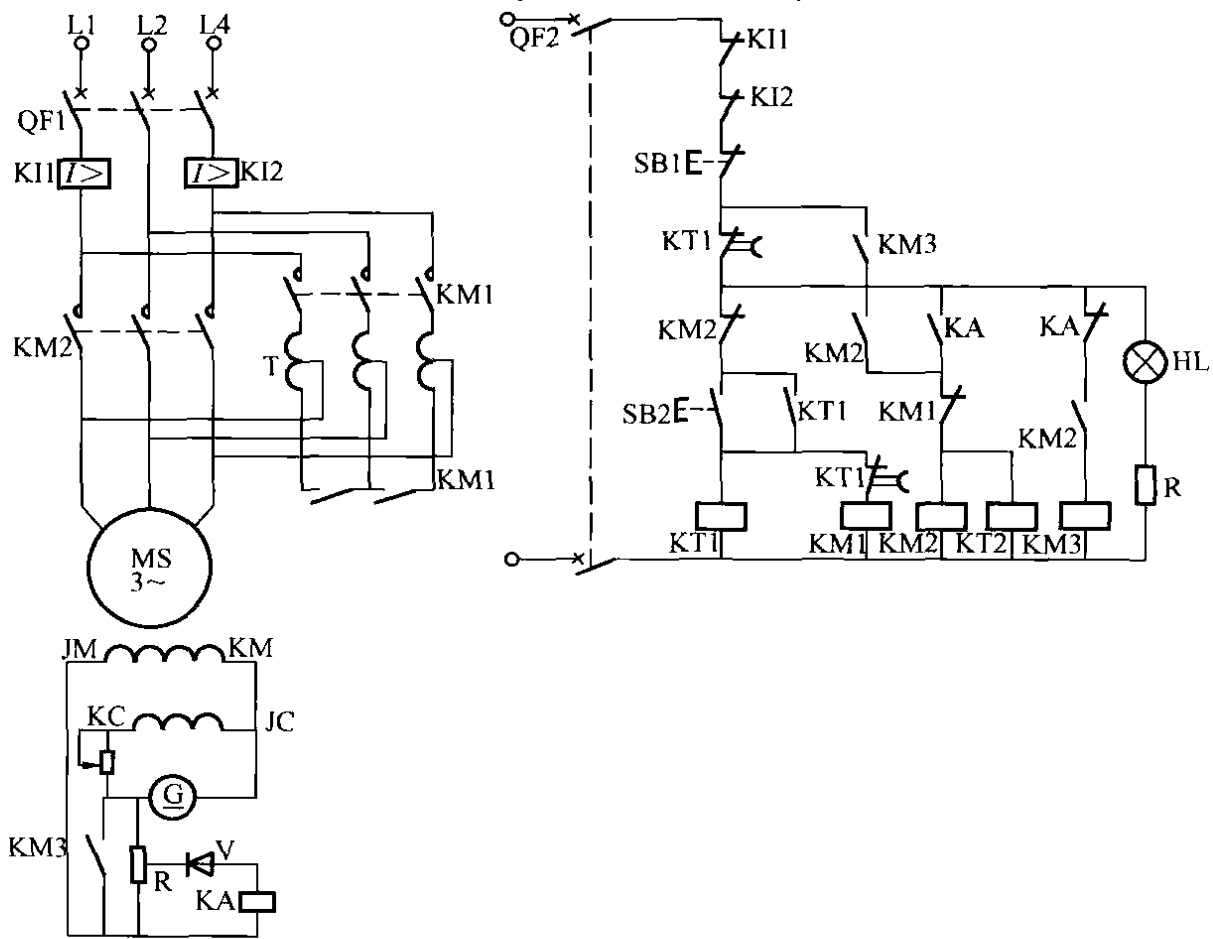 L1 L2 L4
QF1
KI1 I> I> KI2
KM1
KM2
T
KM1
MS
3~
JM KM
KC JC
G
KM3
R V
KA
QF2
KI1
KI2
SB1
KT1 KM3
KM2 KM2 KA KA HL
SB2 KT1 KM1 KM2
KT1 R
KT1 KM1 KM2 KT2 KM3